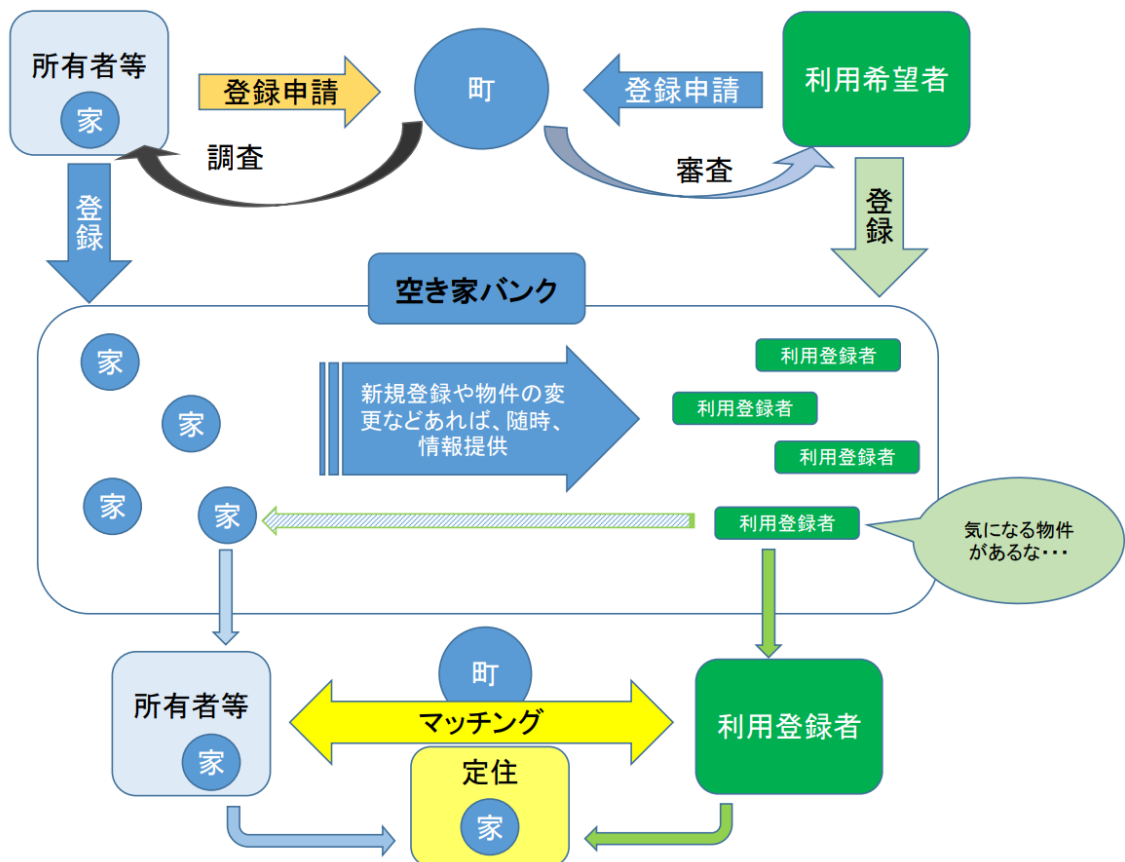 所有者等
家
登録申請
町
登録申請
利用希望者
調査
審査
登録
登録
空き家バンク
家
家
家
家
新規登録や物件の変
更などあれば、随時、
情報提供
利用登録者
利用登録者
利用登録者
利用登録者
気になる物件
があるな・・・
所有者等
家
町
マッチング
利用登録者
定住
家